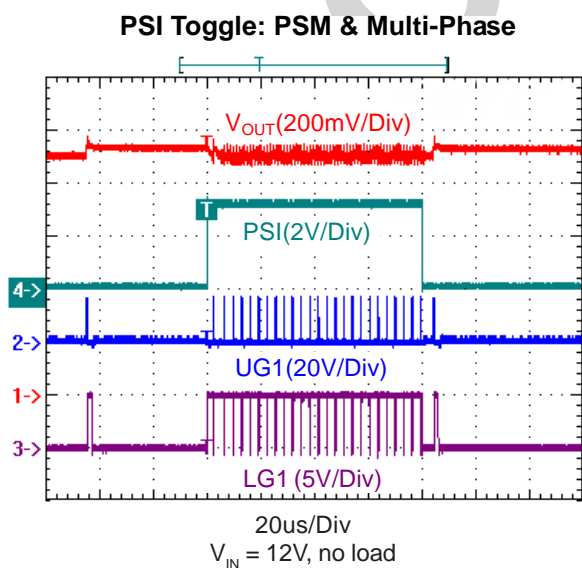 PSI Toggle: PSM & Multi-Phase
T
VOUT(200mV/Div)
T
PSI(2V/Div)
4->
2->
UG1(20V/Div)
1->
3->
LG1 (5V/Div)
20us/Div
VIN = 12V, no load